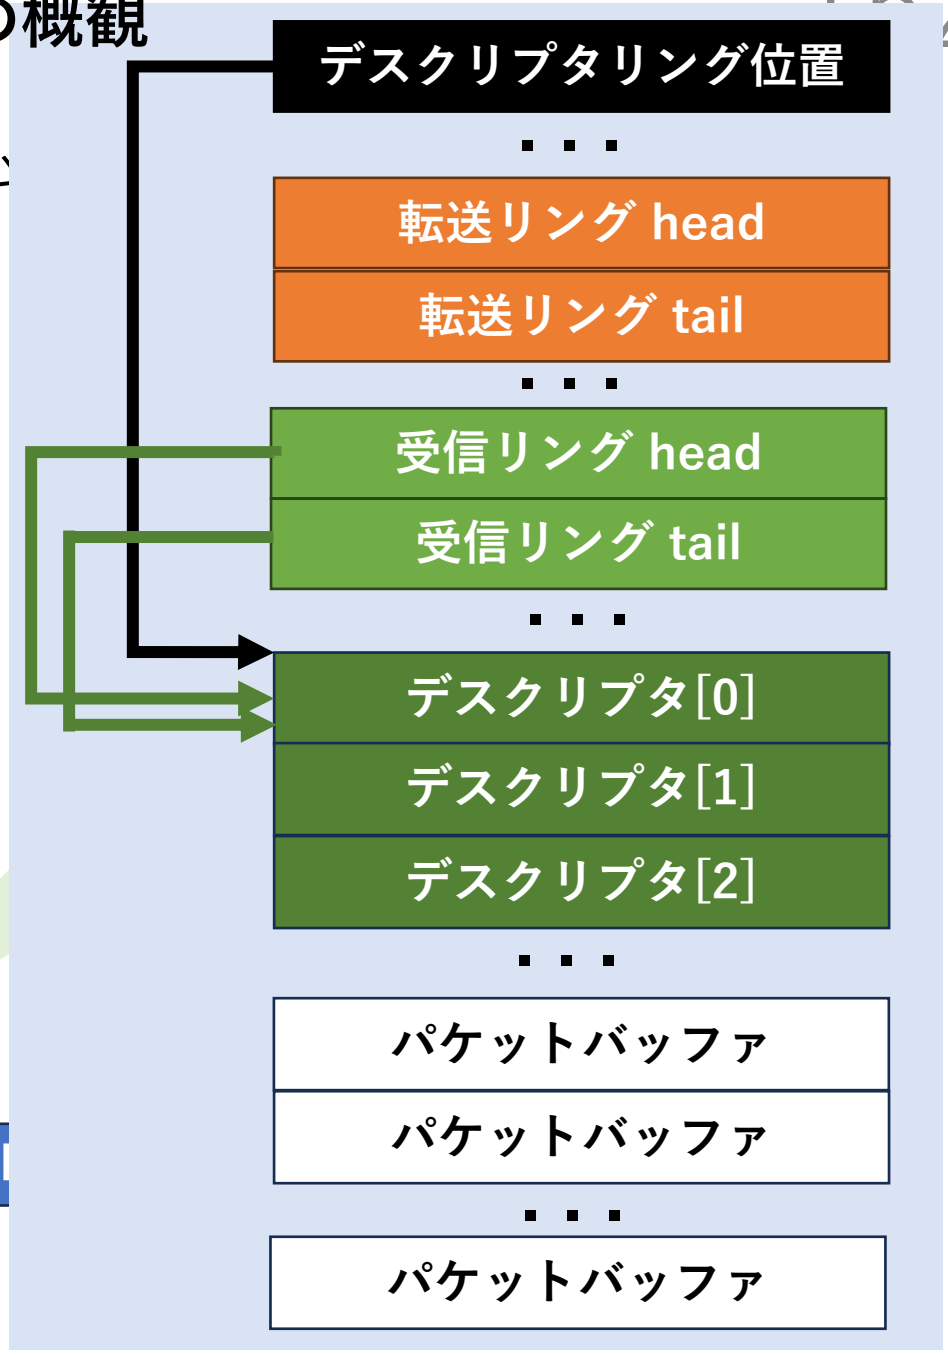 の概観
デスクリプタリング位置
...
転送リング head
転送リング tail
...
受信リング head
受信リング tail
...
デスクリプタ[0]
デスクリプタ[1]
デスクリプタ[2]
...
パケットバッファ
パケットバッファ
...
パケットバッファ